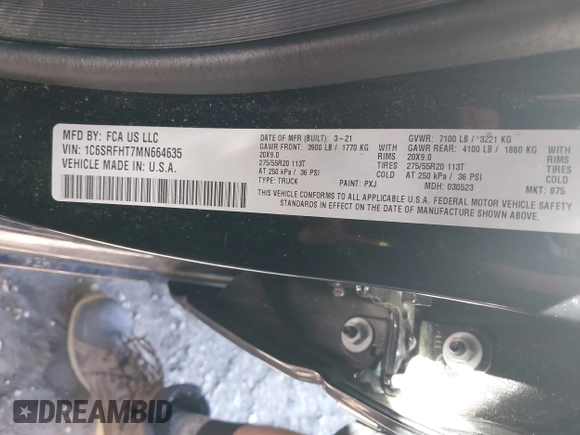 MFD BY: FCA US LLC
VIN: 1C6SRFHT7MN664635
VEHICLE MADE IN: U.S.A.
DATE OF MFR (BUILT): 3-21
GAWR FRONT: 3900 LB / 1770 KG
20X9.0
275/55R20 113T
AT 250 kPa / 36 PSI
TYPE: TRUCK
PAINT: PXJ
RIMS
TIRES
COLD
GVWR: 7100 LB / 3221 KG
GAWR REAR: 4100 LB / 1860 KG
20X9.0
275/55R20 113T
AT 250 kPa / 36 PSI
MDH: 030523
RIMS
TIRES
COLD
MKT: 875
THIS VEHICLE CONFORMS TO ALL APPLICABLE U.S.A. FEDERAL MOTOR VEHICLE SAFETY
STANDARDS IN EFFECT ON THE DATE OF MANUFACTURE SHOWN ABOVE.
DREAMBID